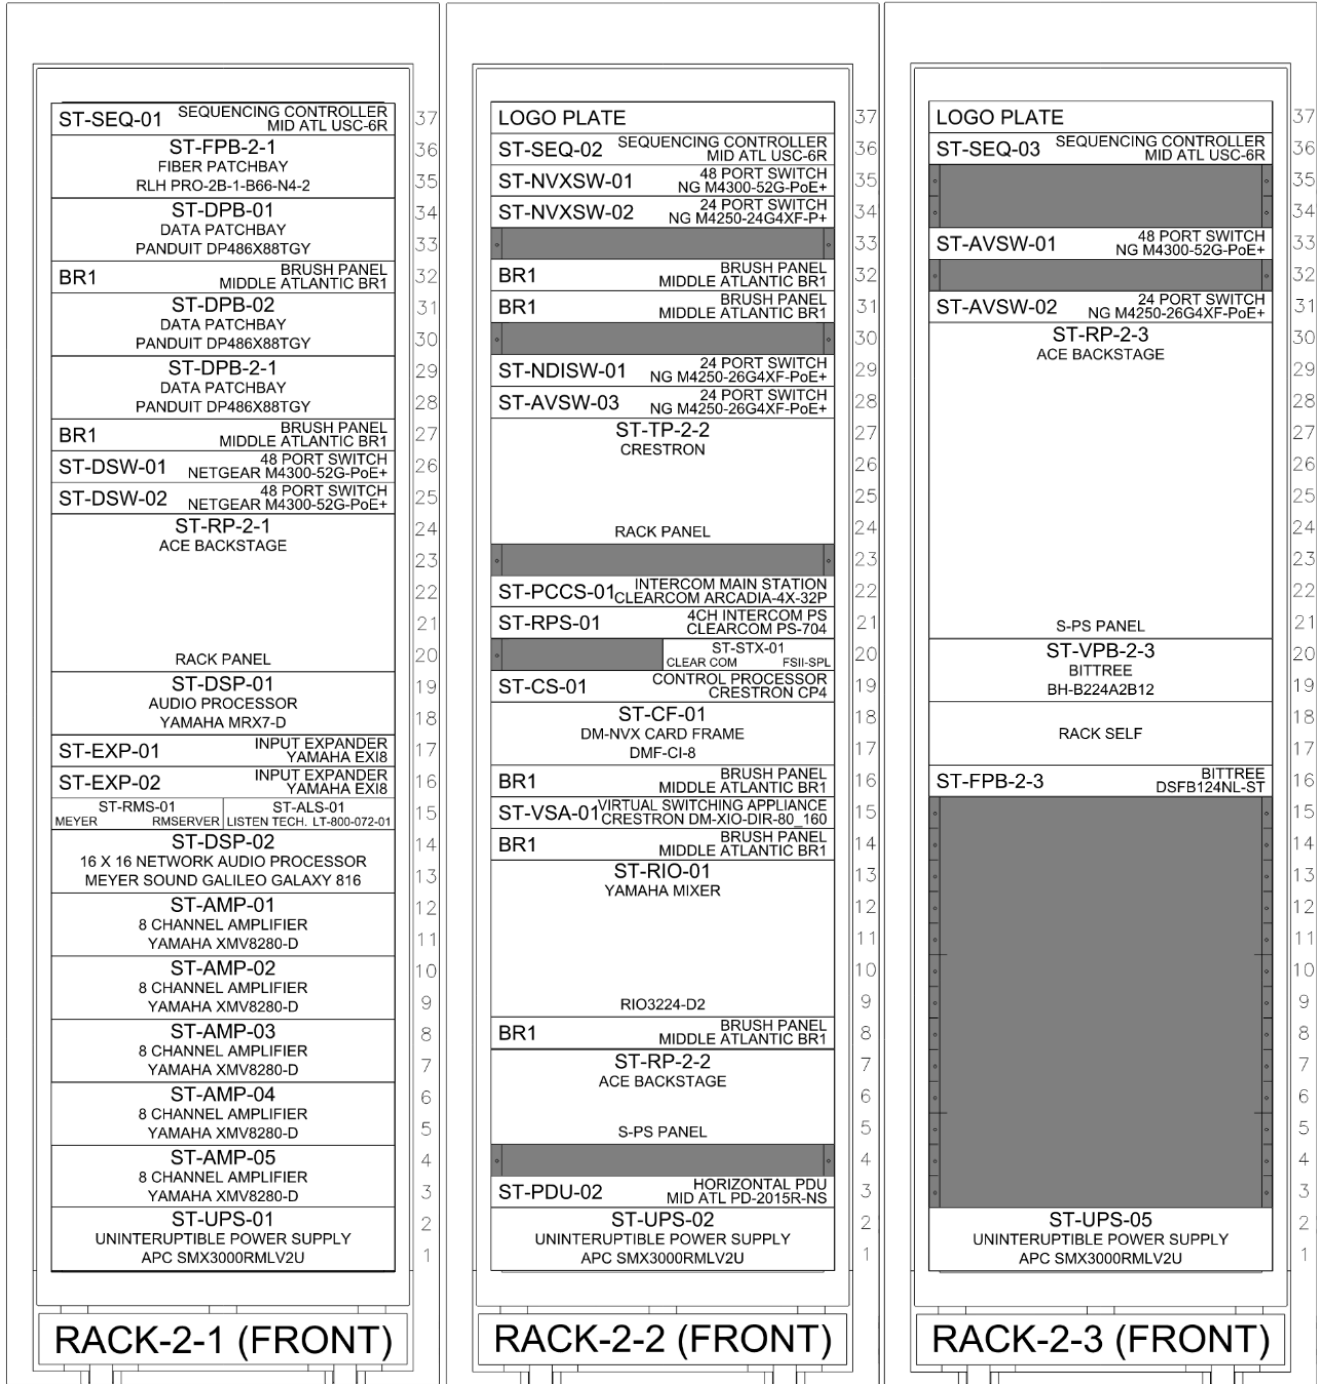 ST-SEQ-01 SEQUENCING CONTROLLER
MID ATL USC-6R
37
ST-FPB-2-1
36
FIBER PATCHBAY
RLH PRO-2B-1-B66-N4-2
35
ST-DPB-01
34
DATA PATCHBAY
PANDUIT DP486X88TGY
33
BR1 BRUSH PANEL
MIDDLE ATLANTIC BR1
32
ST-DPB-02
31
DATA PATCHBAY
PANDUIT DP486X88TGY
30
ST-DPB-2-1
29
DATA PATCHBAY
PANDUIT DP486X88TGY
28
BR1 BRUSH PANEL
MIDDLE ATLANTIC BR1
27
ST-DSW-01 48 PORT SWITCH
NETGEAR M4300-52G-PoE+
26
ST-DSW-02 48 PORT SWITCH
NETGEAR M4300-52G-PoE+
25
ST-RP-2-1
24
ACE BACKSTAGE
23
22
21
RACK PANEL
20
ST-DSP-01
19
AUDIO PROCESSOR
YAMAHA MRX7-D
18
ST-EXP-01 INPUT EXPANDER
YAMAHA EXI8
17
ST-EXP-02 INPUT EXPANDER
YAMAHA EXI8
16
ST-RMS-01
MEYER RMSERVER
ST-ALS-01
LISTEN TECH. LT-800-072-01
15
ST-DSP-02
14
16 X 16 NETWORK AUDIO PROCESSOR
MEYER SOUND GALILEO GALAXY 816
13
ST-AMP-01
12
8 CHANNEL AMPLIFIER
YAMAHA XMV8280-D
11
ST-AMP-02
10
8 CHANNEL AMPLIFIER
YAMAHA XMV8280-D
9
ST-AMP-03
8
8 CHANNEL AMPLIFIER
YAMAHA XMV8280-D
7
ST-AMP-04
6
8 CHANNEL AMPLIFIER
YAMAHA XMV8280-D
5
ST-AMP-05
4
8 CHANNEL AMPLIFIER
YAMAHA XMV8280-D
3
ST-UPS-01
2
UNINTERUPTIBLE POWER SUPPLY
APC SMX3000RMLV2U
1
RACK-2-1 (FRONT)
LOGO PLATE
37
ST-SEQ-02 SEQUENCING CONTROLLER
MID ATL USC-6R
36
ST-NVXSW-01 48 PORT SWITCH
NG M4300-52G-PoE+
35
ST-NVXSW-02 24 PORT SWITCH
NG M4250-24G4XF-P+
34
33
BR1 BRUSH PANEL
MIDDLE ATLANTIC BR1
32
BR1 BRUSH PANEL
MIDDLE ATLANTIC BR1
31
30
ST-NDISW-01 24 PORT SWITCH
NG M4250-26G4XF-PoE+
29
ST-AVSW-03 24 PORT SWITCH
NG M4250-26G4XF-PoE+
28
ST-TP-2-2
27
CRESTRON
26
25
RACK PANEL
24
23
ST-PCCS-01 INTERCOM MAIN STATION
CLEARCOM ARCADIA-4X-32P
22
ST-RPS-01 4CH INTERCOM PS
CLEARCOM PS-704
21
ST-STX-01
CLEAR COM FSII-SPL
20
ST-CS-01 CONTROL PROCESSOR
CRESTRON CP4
19
ST-CF-01
18
DM-NVX CARD FRAME
DMF-CI-8
17
BR1 BRUSH PANEL
MIDDLE ATLANTIC BR1
16
ST-VSA-01 VIRTUAL SWITCHING APPLIANCE
CRESTRON DM-XIO-DIR-80_160
15
BR1 BRUSH PANEL
MIDDLE ATLANTIC BR1
14
ST-RIO-01
13
YAMAHA MIXER
12
11
10
RIO3224-D2
9
BR1 BRUSH PANEL
MIDDLE ATLANTIC BR1
8
ST-RP-2-2
7
ACE BACKSTAGE
6
S-PS PANEL
5
4
ST-PDU-02 HORIZONTAL PDU
MID ATL PD-2015R-NS
3
ST-UPS-02
2
UNINTERUPTIBLE POWER SUPPLY
APC SMX3000RMLV2U
1
RACK-2-2 (FRONT)
LOGO PLATE
37
ST-SEQ-03 SEQUENCING CONTROLLER
MID ATL USC-6R
36
35
34
ST-AVSW-01 48 PORT SWITCH
NG M4300-52G-PoE+
33
32
ST-AVSW-02 24 PORT SWITCH
NG M4250-26G4XF-PoE+
31
ST-RP-2-3
30
ACE BACKSTAGE
29
28
27
26
25
24
23
22
S-PS PANEL
21
ST-VPB-2-3
20
BITTREE
BH-B224A2B12
19
18
RACK SELF
17
ST-FPB-2-3 BITTREE
DSFB124NL-ST
16
15
14
13
12
11
10
9
8
7
6
5
4
3
ST-UPS-05
2
UNINTERUPTIBLE POWER SUPPLY
APC SMX3000RMLV2U
1
RACK-2-3 (FRONT)